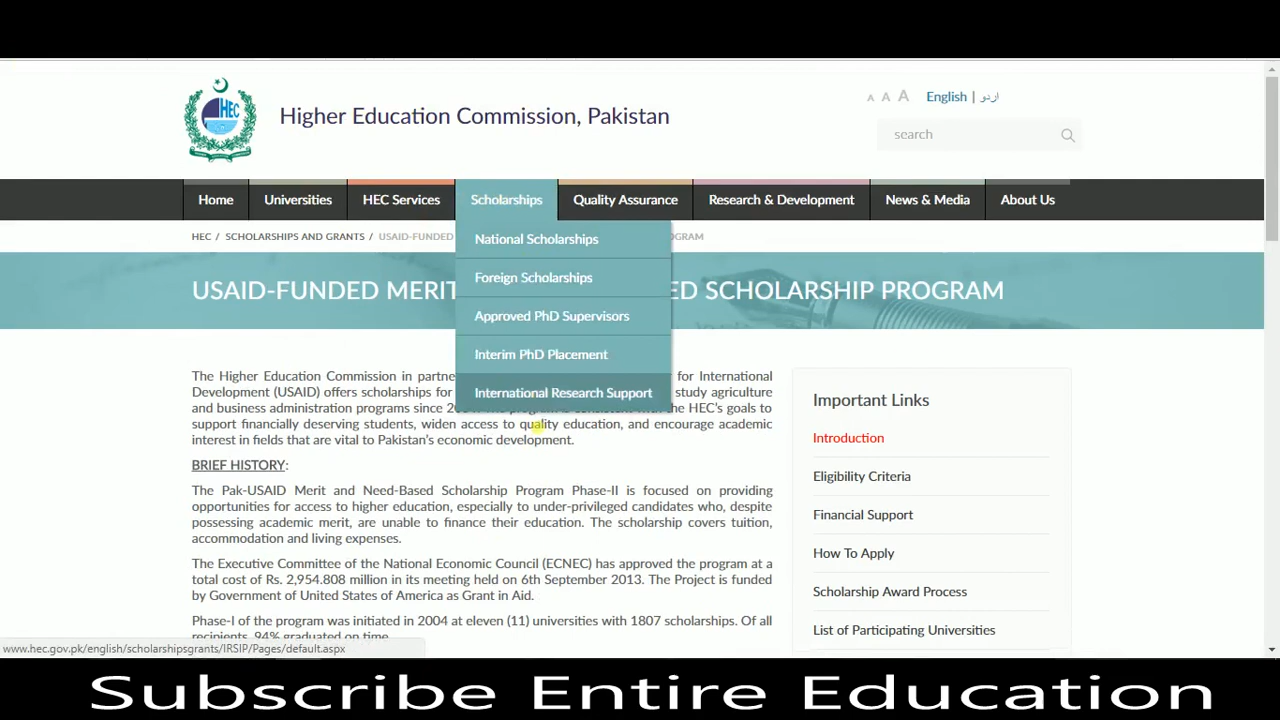 HEC
Higher Education Commission, Pakistan
A A A English | اردو
search
Home Universities HEC Services Scholarships Quality Assurance Research & Development News & Media About Us
HEC / SCHOLARSHIPS AND GRANTS / USAID-FUNDED
National Scholarships
Foreign Scholarships
Approved PhD Supervisors
Interim PhD Placement
International Research Support
USAID-FUNDED MERIT ED SCHOLARSHIP PROGRAM
The Higher Education Commission in partne for International
Development (USAID) offers scholarships for study agriculture
and business administration programs since the HEC's goals to
support financially deserving students, widen access to quality education, and encourage academic
interest in fields that are vital to Pakistan's economic development.
BRIEF HISTORY:
The Pak-USAID Merit and Need-Based Scholarship Program Phase-II is focused on providing
opportunities for access to higher education, especially to under-privileged candidates who, despite
possessing academic merit, are unable to finance their education. The scholarship covers tuition,
accommodation and living expenses.
The Executive Committee of the National Economic Council (ECNEC) has approved the program at a
total cost of Rs. 2,954.808 million in its meeting held on 6th September 2013. The Project is funded
by Government of United States of America as Grant in Aid.
Phase-I of the program was initiated in 2004 at eleven (11) universities with 1807 scholarships. Of all
recipients, 94% graduated on time.
Important Links
Introduction
Eligibility Criteria
Financial Support
How To Apply
Scholarship Award Process
List of Participating Universities
www.hec.gov.pk/english/scholarshipsgrants/IRSIP/Pages/default.aspx
Subscribe Entire Education